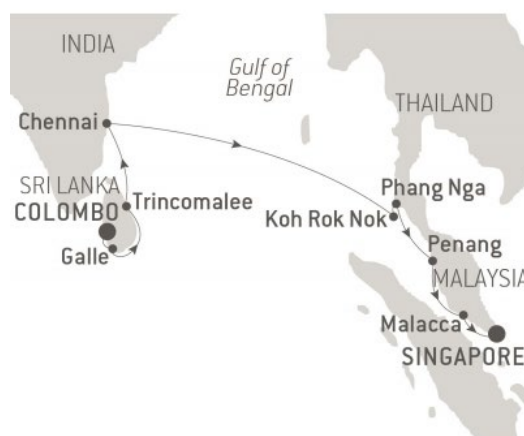 INDIA
Gulf of
Bengal
THAILAND
Chennai
SRI LANKA
Trincomalee
COLOMBO
Galle
Phang Nga
Koh Rok Nok
Penang
MALAYSIA
Malacca
SINGAPORE